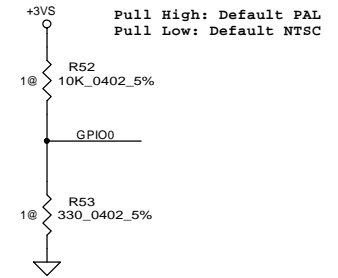 +3VS
Pull High: Default PAL
Pull Low: Default NTSC
R52
1@ 10K_0402_5%
GPIO0
R53
1@ 330_0402_5%